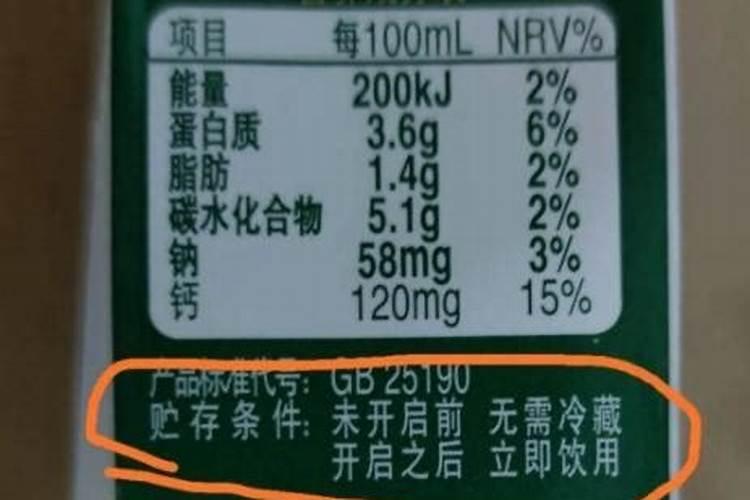 项目 每100mL NRV%
能量 200kJ 2%
蛋白质 3.6g 6%
脂肪 1.4g 2%
碳水化合物 5.1g 2%
钠 58mg 3%
钙 120mg 15%
产品标准代号: GB 25190
贮存条件: 未开启前 无需冷藏
开启之后 立即饮用